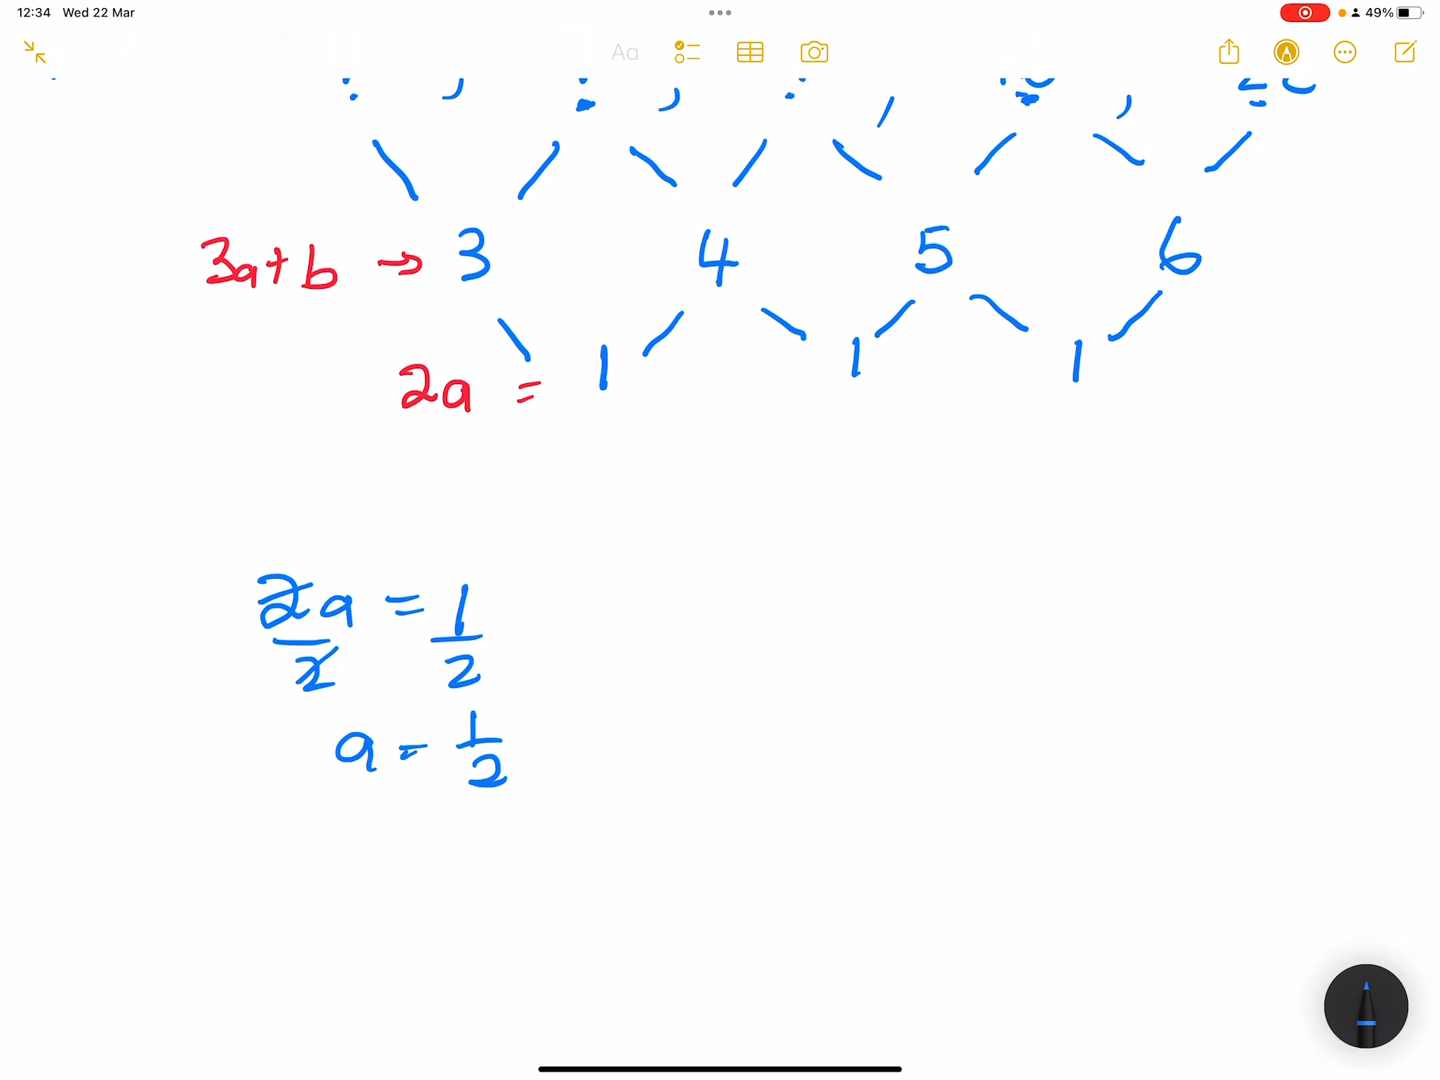 12:34 Wed 22 Mar 49%
Aa
3a+b → 3 4 5 6
2a = 1 1 1
2a = 1
2 2
a = 1/2